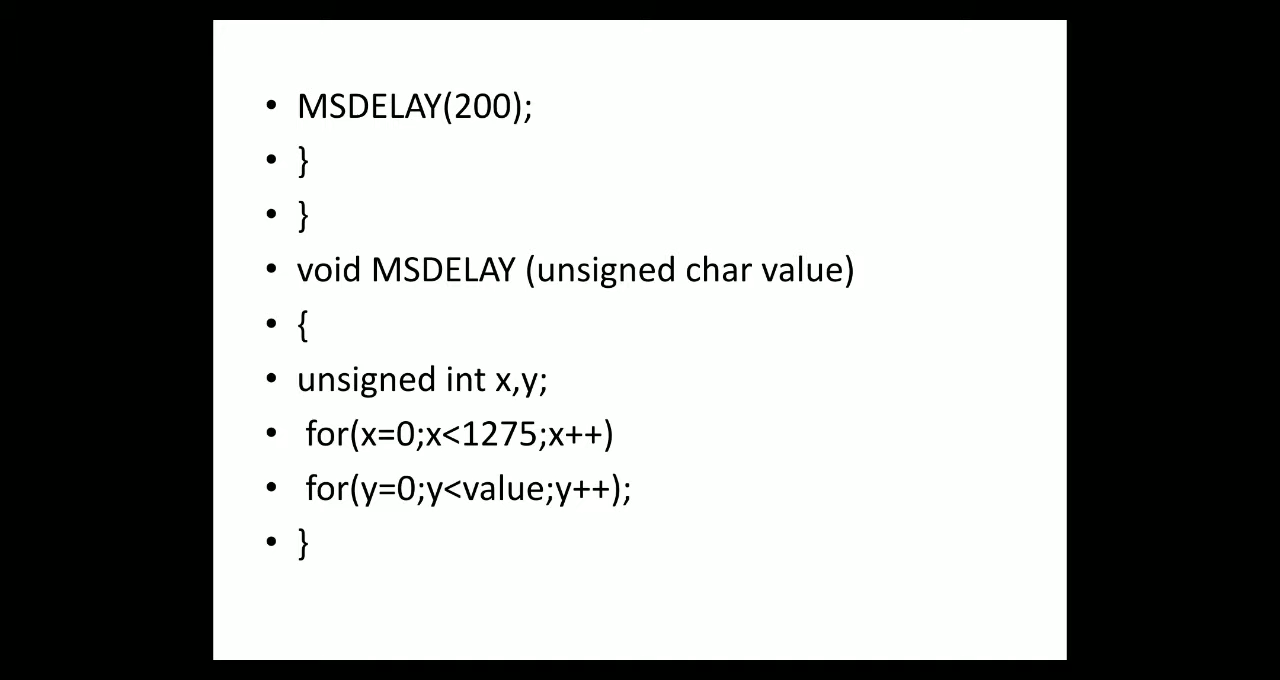 • MSDELAY(200);
• }
• }
• void MSDELAY (unsigned char value)
• {
• unsigned int x,y;
• for(x=0;x<1275;x++)
• for(y=0;y<value;y++);
• }